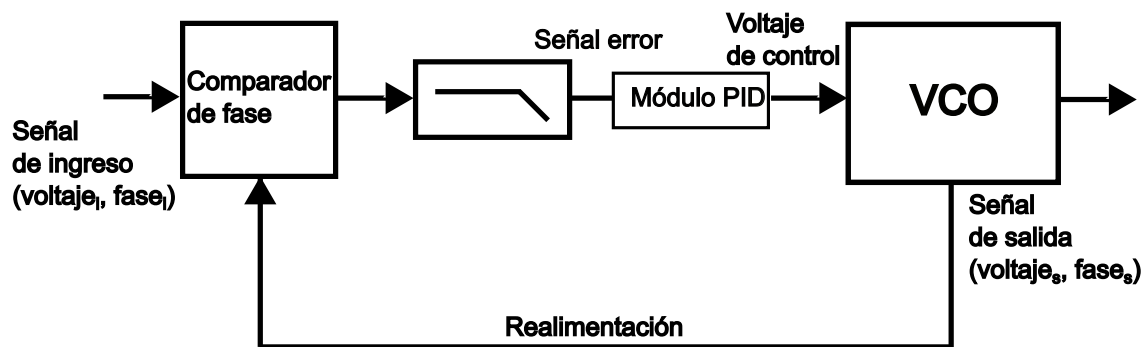 Comparador
de fase
Señal error
Módulo PID
Voltaje
de control
VCO
Señal
de ingreso
(voltajeᵢ, faseᵢ)
Señal
de salida
(voltajeₛ, faseₛ)
Realimentación